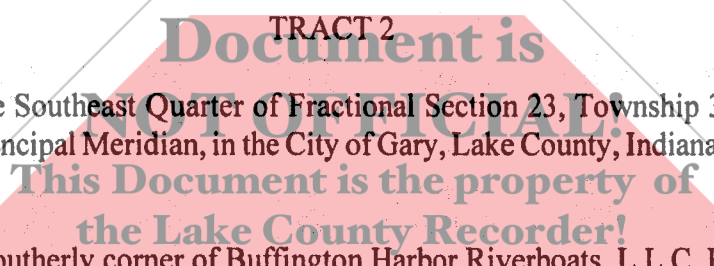 TRACT 2
Document is
e Southeast Quarter of Fractional Section 23, Township 3
NOT OFFICIAL!
ncipal Meridian, in the City of Gary, Lake County, Indiana
This Document is the property of
the Lake County Recorder!
outherly corner of Buffington Harbor Riverboats, L.L.C.